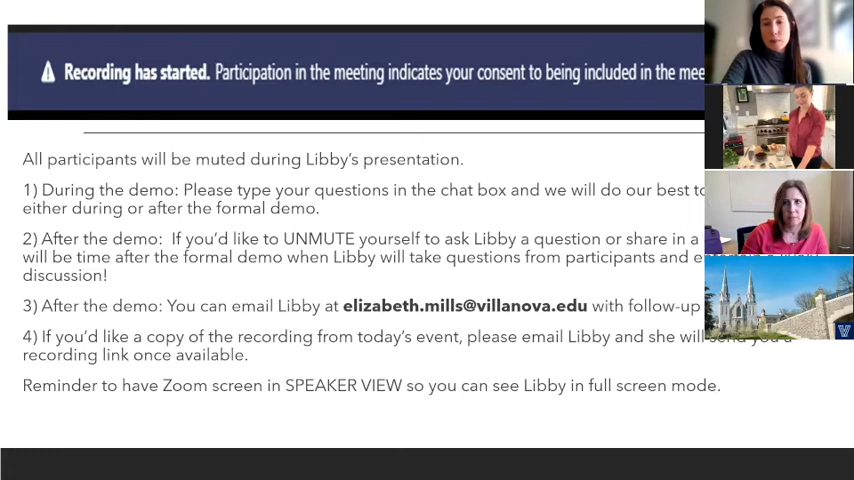 Recording has started. Participation in the meeting indicates your consent to being included in the mee
All participants will be muted during Libby's presentation.
1) During the demo: Please type your questions in the chat box and we will do our best to
either during or after the formal demo.
2) After the demo: If you'd like to UNMUTE yourself to ask Libby a question or share in a
will be time after the formal demo when Libby will take questions from participants and
discussion!
3) After the demo: You can email Libby at elizabeth.mills@villanova.edu with follow-up
4) If you'd like a copy of the recording from today's event, please email Libby and she will send you a
recording link once available.
Reminder to have Zoom screen in SPEAKER VIEW so you can see Libby in full screen mode.